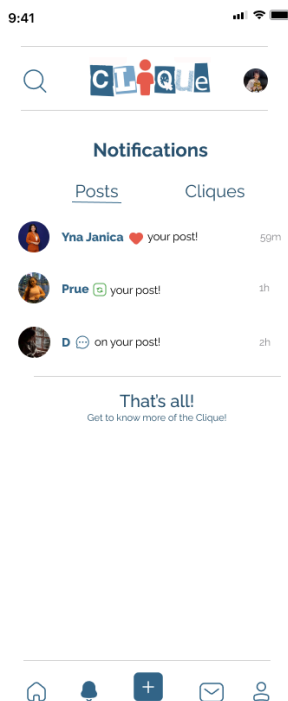 9:41
CLiQue
Notifications
Posts Cliques
Yna Janica your post! 59m
Prue your post! 1h
D on your post! 2h
That's all!
Get to know more of the Clique!